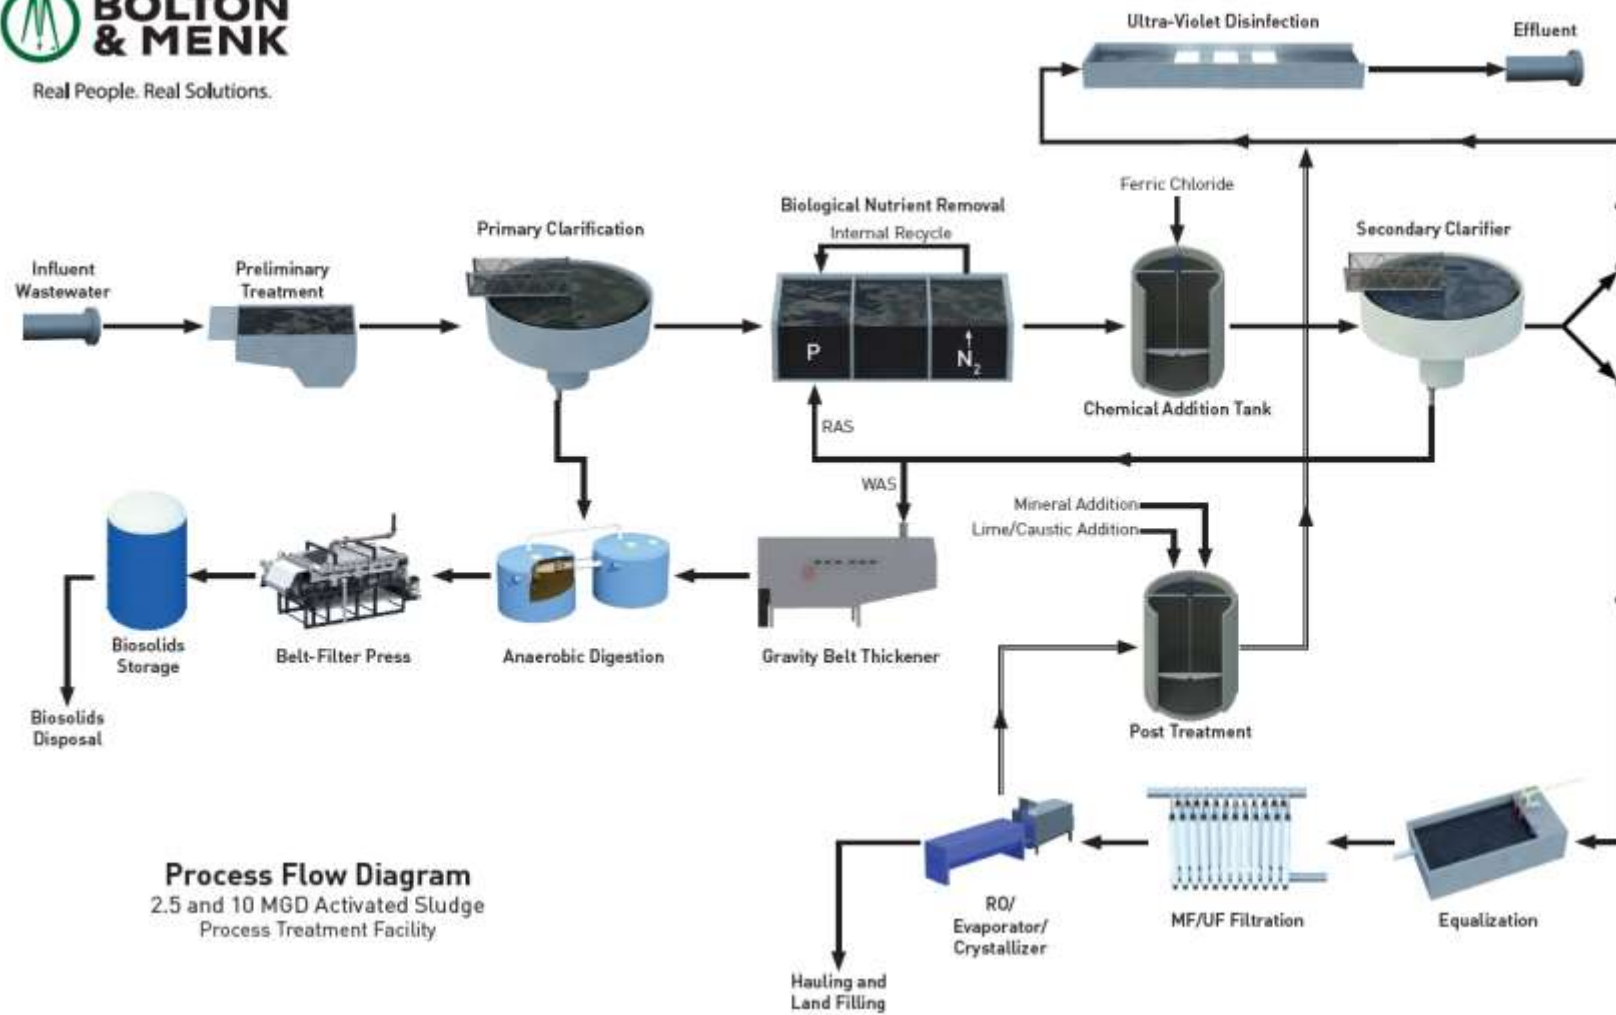 BOLTON
& MENK
Real People. Real Solutions.
Ultra-Violet Disinfection
Effluent
Ferric Chloride
Biological Nutrient Removal
Internal Recycle
Primary Clarification
Secondary Clarifier
Influent
Wastewater
Preliminary
Treatment
P
N2
Chemical Addition Tank
RAS
WAS
Mineral Addition
Lime/Caustic Addition
Biosolids
Storage
Belt-Filter Press
Anaerobic Digestion
Gravity Belt Thickener
Biosolids
Disposal
Post Treatment
Process Flow Diagram
2.5 and 10 MGD Activated Sludge
Process Treatment Facility
RO/
Evaporator/
Crystallizer
MF/UF Filtration
Equalization
Hauling and
Land Filling